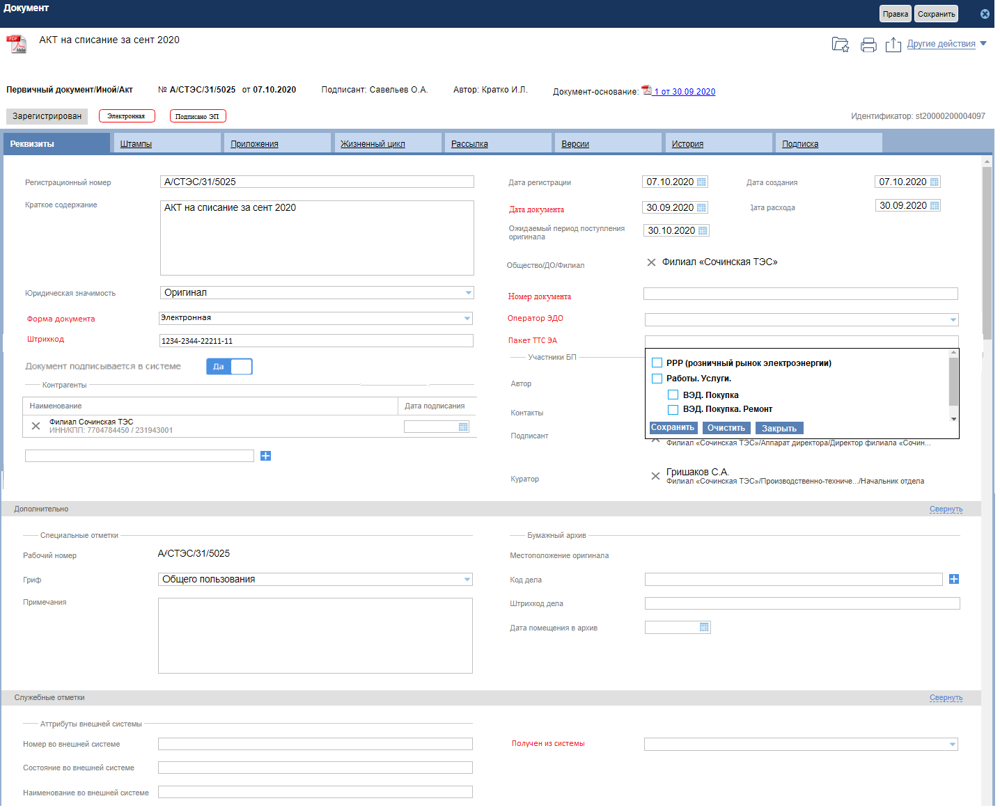 Документ
Правка
Сохранить
АКТ на списание за сент 2020
Другие действия
Первичный документ/Иной/Акт
№ А/СТЭС/31/5025 от 07.10.2020
Подписант: Савельев О.А.
Автор: Кратко И.Л.
Документ-основание: 1 от 30.09.2020
Зарегистрирован
Электронная
Подписано ЭП
Идентификатор: st20000200004097
Реквизиты
Штампы
Приложения
Жизненный цикл
Рассылка
Версии
История
Подписка
Регистрационный номер
А/СТЭС/31/5025
Краткое содержание
АКТ на списание за сент 2020
Юридическая значимость
Оригинал
Форма документа
Электронная
Штрихкод
1234-2344-22211-11
Документ подписывается в системе
Да
Контрагенты
Наименование
Дата подписания
Филиал Сочинская ТЭС
ИНН/КПП: 7704784450 / 231943001
Дата регистрации
07.10.2020
Дата создания
07.10.2020
Дата документа
30.09.2020
Дата расхода
30.09.2020
Ожидаемый период поступления
оригинала
30.10.2020
Общество/ДО/Филиал
Филиал «Сочинская ТЭС»
Номер документа
Оператор ЭДО
Пакет ТТС ЭА
Участники БП
Автор
Контакты
Подписант
РРР (розничный рынок электроэнергии)
Работы. Услуги.
ВЭД. Покупка
ВЭД. Покупка. Ремонт
Сохранить
Очистить
Закрыть
Филиал «Сочинская ТЭС»/Аппарат директора/Директор филиала «Сочин...
Куратор
Гришаков С.А.
Филиал «Сочинская ТЭС»/Производственно-техниче.../Начальник отдела
Дополнительно
Свернуть
Специальные отметки
Рабочий номер
А/СТЭС/31/5025
Гриф
Общего пользования
Примечания
Бумажный архив
Местоположение оригинала
Код дела
Штрихкод дела
Дата помещения в архив
Служебные отметки
Свернуть
Аттрибуты внешней системы
Номер во внешней системе
Состояние во внешней системе
Наименование во внешней системе
Получен из системы